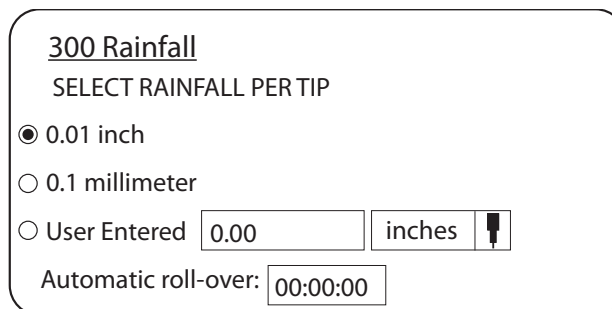 300 Rainfall
SELECT RAINFALL PER TIP
0.01 inch
0.1 millimeter
User Entered 0.00 inches
Automatic roll-over: 00:00:00